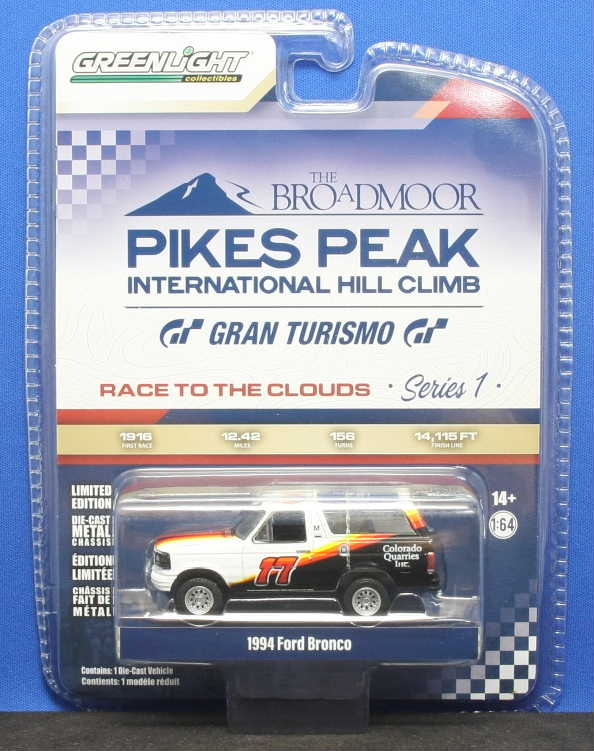 GREENLIGHT
collectibles
THE
BROADMOOR
PIKES PEAK
INTERNATIONAL HILL CLIMB
GRAN TURISMO
RACE TO THE CLOUDS · Series 1 ·
1916 12.42 156 14,115 FT
FIRST RACE MILES TURNS FINISH LINE
LIMITED
EDITION
DIE-CAST
METAL
CHASSIS
ÉDITION
LIMITÉE
CHÂSSIS
FAIT DE
MÉTAL
14+
1:64
M
17
Colorado
Quarries
Inc.
1994 Ford Bronco
Contains: 1 Die-Cast Vehicle
Contient: 1 modèle réduit